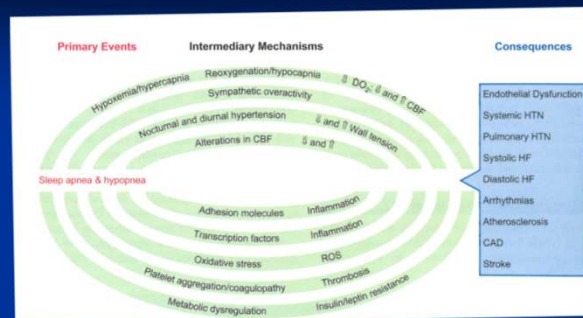 Primary Events
Intermediary Mechanisms
Consequences
Hypoxemia/hypercapnia Reoxygenation/hypocapnia ⇩ DO₂; ⇩ and ⇧ CBF
Sympathetic overactivity
Nocturnal and diurnal hypertension ⇩ and ⇧ Wall tension
Alterations in CBF ⇩ and ⇧
Sleep apnea & hypopnea
Adhesion molecules Inflammation
Transcription factors Inflammation
Oxidative stress ROS
Platelet aggregation/coagulopathy Thrombosis
Metabolic dysregulation Insulin/leptin resistance
Endothelial Dysfunction
Systemic HTN
Pulmonary HTN
Systolic HF
Diastolic HF
Arrhythmias
Atherosclerosis
CAD
Stroke